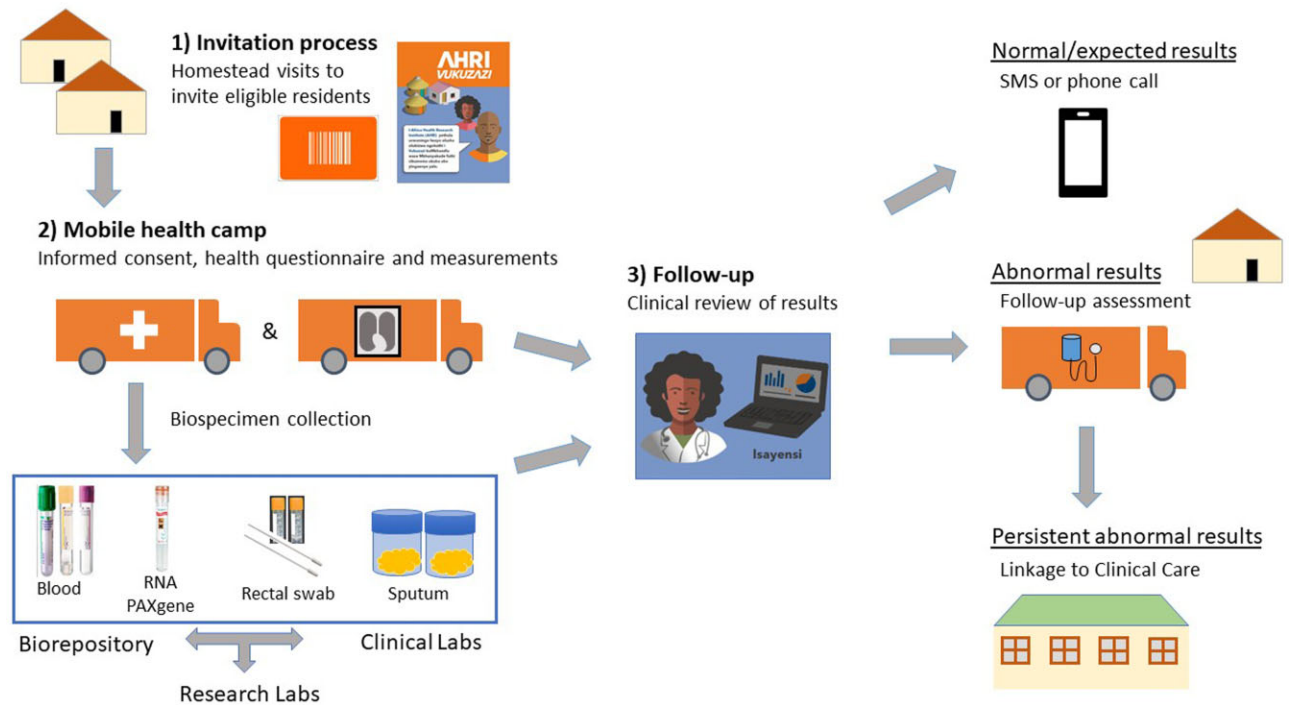 1) Invitation process
Homestead visits to
invite eligible residents
AHRI
VUKUZAZI
2) Mobile health camp
Informed consent, health questionnaire and measurements
&
Biospecimen collection
Blood
RNA
PAXgene
Rectal swab
Sputum
Biorepository
Clinical Labs
Research Labs
3) Follow-up
Clinical review of results
Isayensi
Normal/expected results
SMS or phone call
Abnormal results
Follow-up assessment
Persistent abnormal results
Linkage to Clinical Care